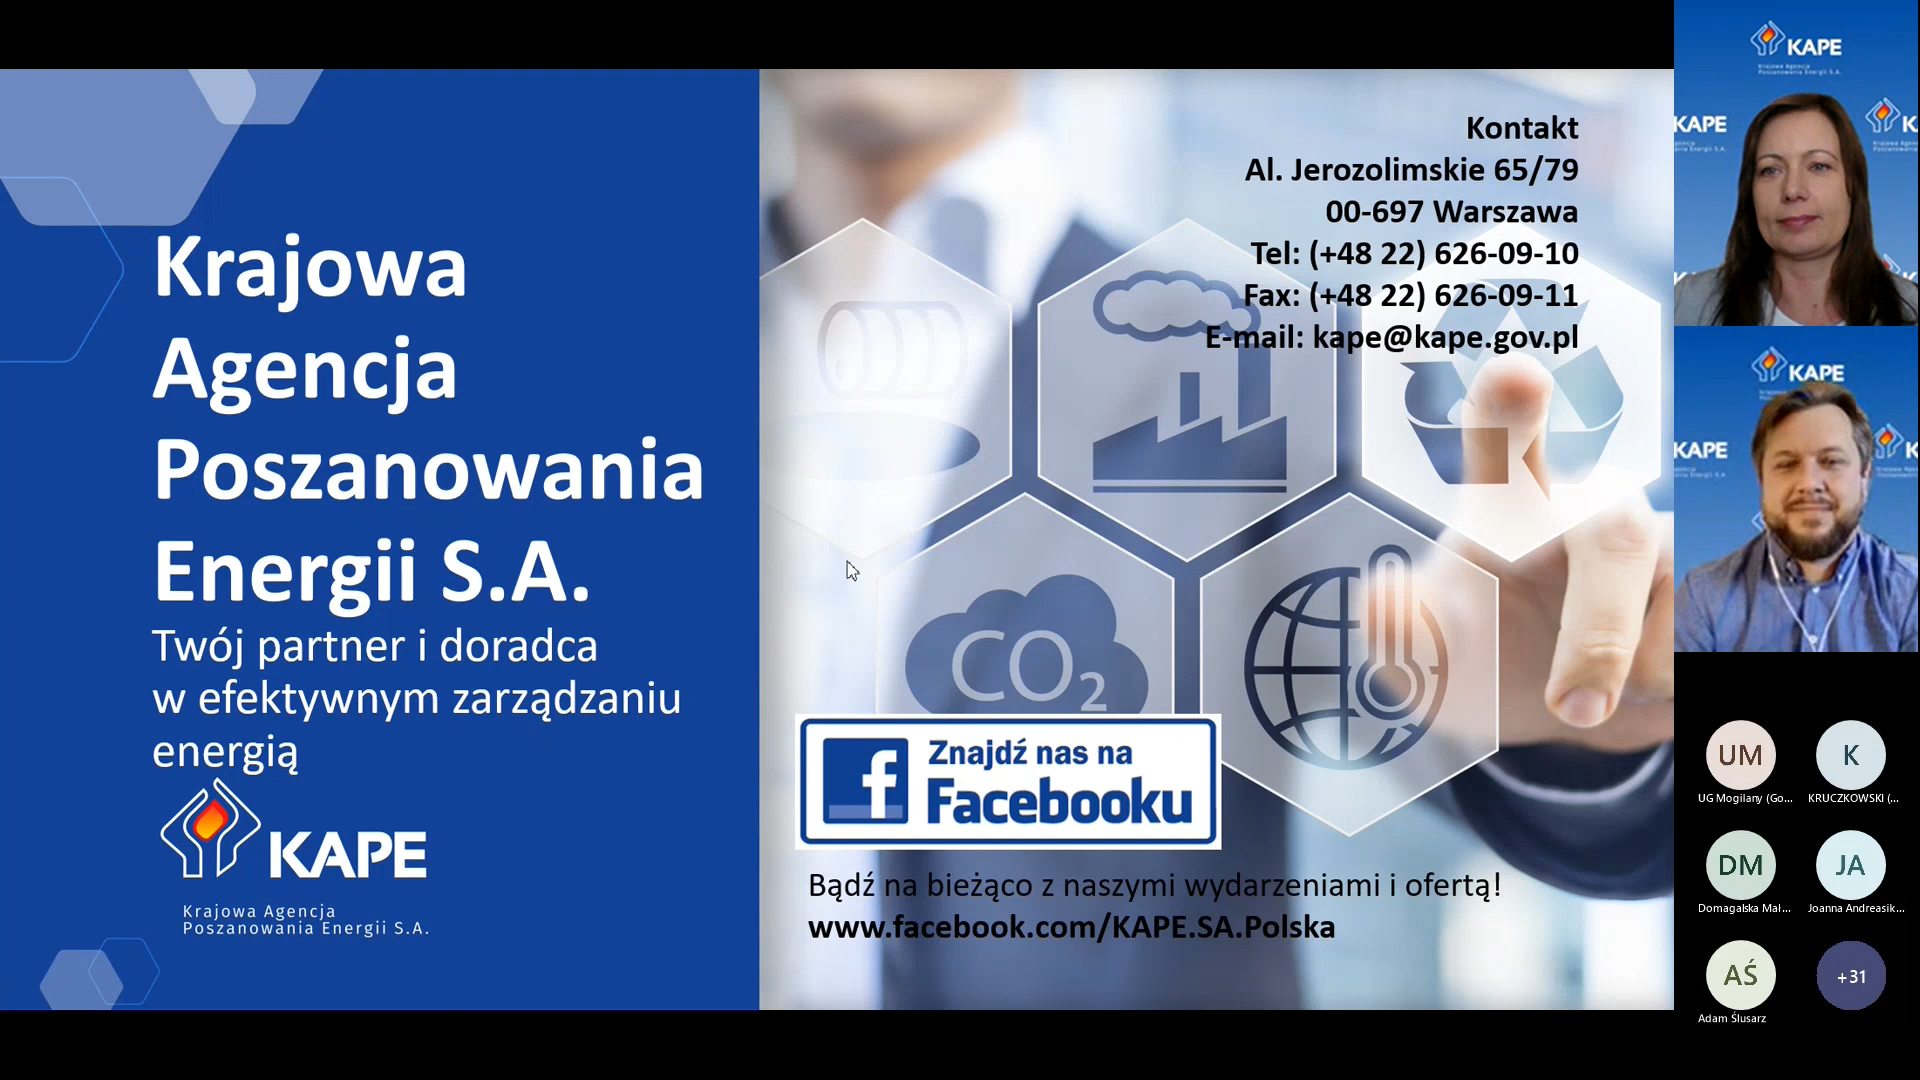 Krajowa
Agencja
Poszanowania
Energii S.A.
Twój partner i doradca
w efektywnym zarządzaniu
energią
KAPE
Krajowa Agencja
Poszanowania Energii S.A.
Kontakt
Al. Jerozolimskie 65/79
00-697 Warszawa
Tel: (+48 22) 626-09-10
Fax: (+48 22) 626-09-11
E-mail: kape@kape.gov.pl
CO2
Znajdź nas na
Facebooku
Bądź na bieżąco z naszymi wydarzeniami i ofertą!
www.facebook.com/KAPE.SA.Polska
KAPE
Krajowa Agencja
Poszanowania Energii S.A.
KAPE
KAPE
KAPE
UM
UG Mogilany (Go...
K
KRUCZKOWSKI (...
DM
Domagalska Mał...
JA
Joanna Andreasik...
AŚ
Adam Ślusarz
+31